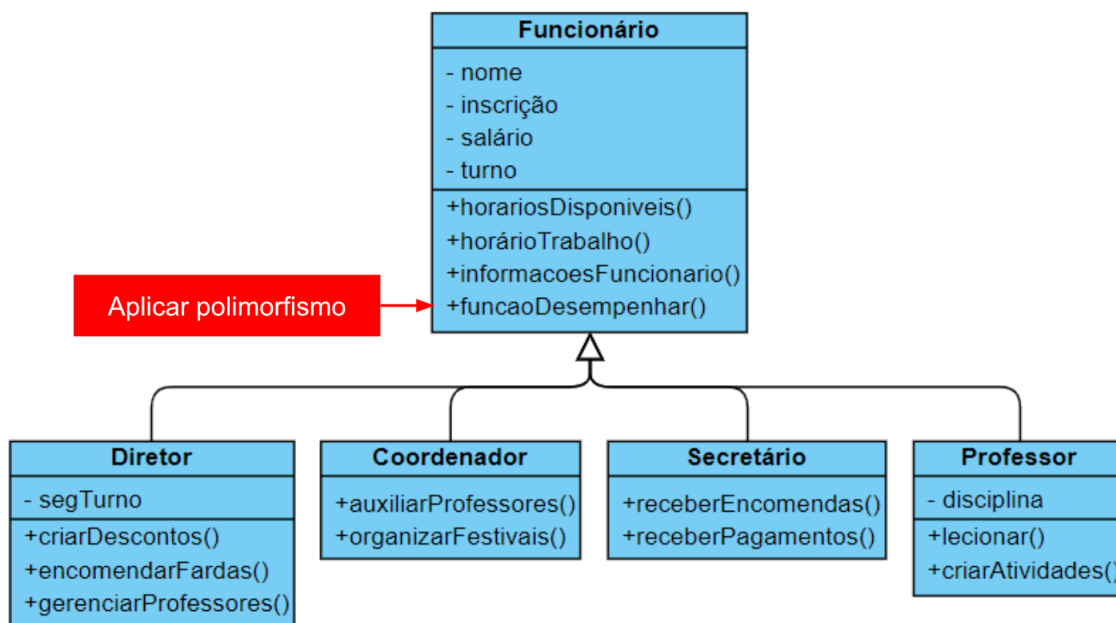 Funcionário
- nome
- inscrição
- salário
- turno
+horariosDisponiveis()
+horárioTrabalho()
+informacoesFuncionario()
+funcaoDesempenhar()
Aplicar polimorfismo
Diretor
- segTurno
+criarDescontos()
+encomendarFardas()
+gerenciarProfessores()
Coordenador
+auxiliarProfessores()
+organizarFestivais()
Secretário
+receberEncomendas()
+receberPagamentos()
Professor
- disciplina
+lecionar()
+criarAtividades()